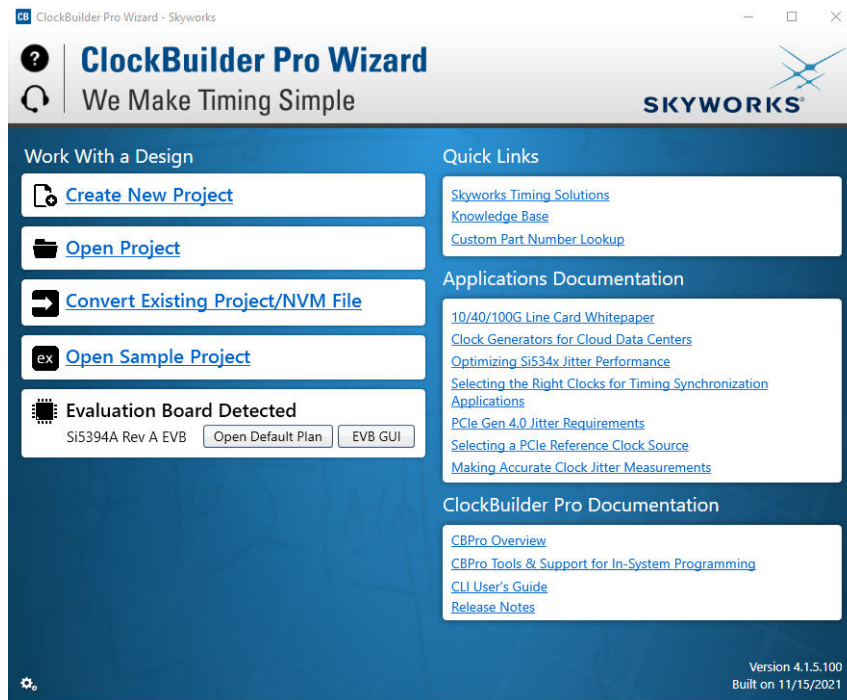 CB ClockBuilder Pro Wizard - Skyworks
?
ClockBuilder Pro Wizard
We Make Timing Simple
SKYWORKS®
Work With a Design
Create New Project
Open Project
Convert Existing Project/NVM File
ex Open Sample Project
Evaluation Board Detected
Si5394A Rev A EVB Open Default Plan EVB GUI
Quick Links
Skyworks Timing Solutions
Knowledge Base
Custom Part Number Lookup
Applications Documentation
10/40/100G Line Card Whitepaper
Clock Generators for Cloud Data Centers
Optimizing Si534x Jitter Performance
Selecting the Right Clocks for Timing Synchronization
Applications
PCIe Gen 4.0 Jitter Requirements
Selecting a PCIe Reference Clock Source
Making Accurate Clock Jitter Measurements
ClockBuilder Pro Documentation
CBPro Overview
CBPro Tools & Support for In-System Programming
CLI User's Guide
Release Notes
Version 4.1.5.100
Built on 11/15/2021